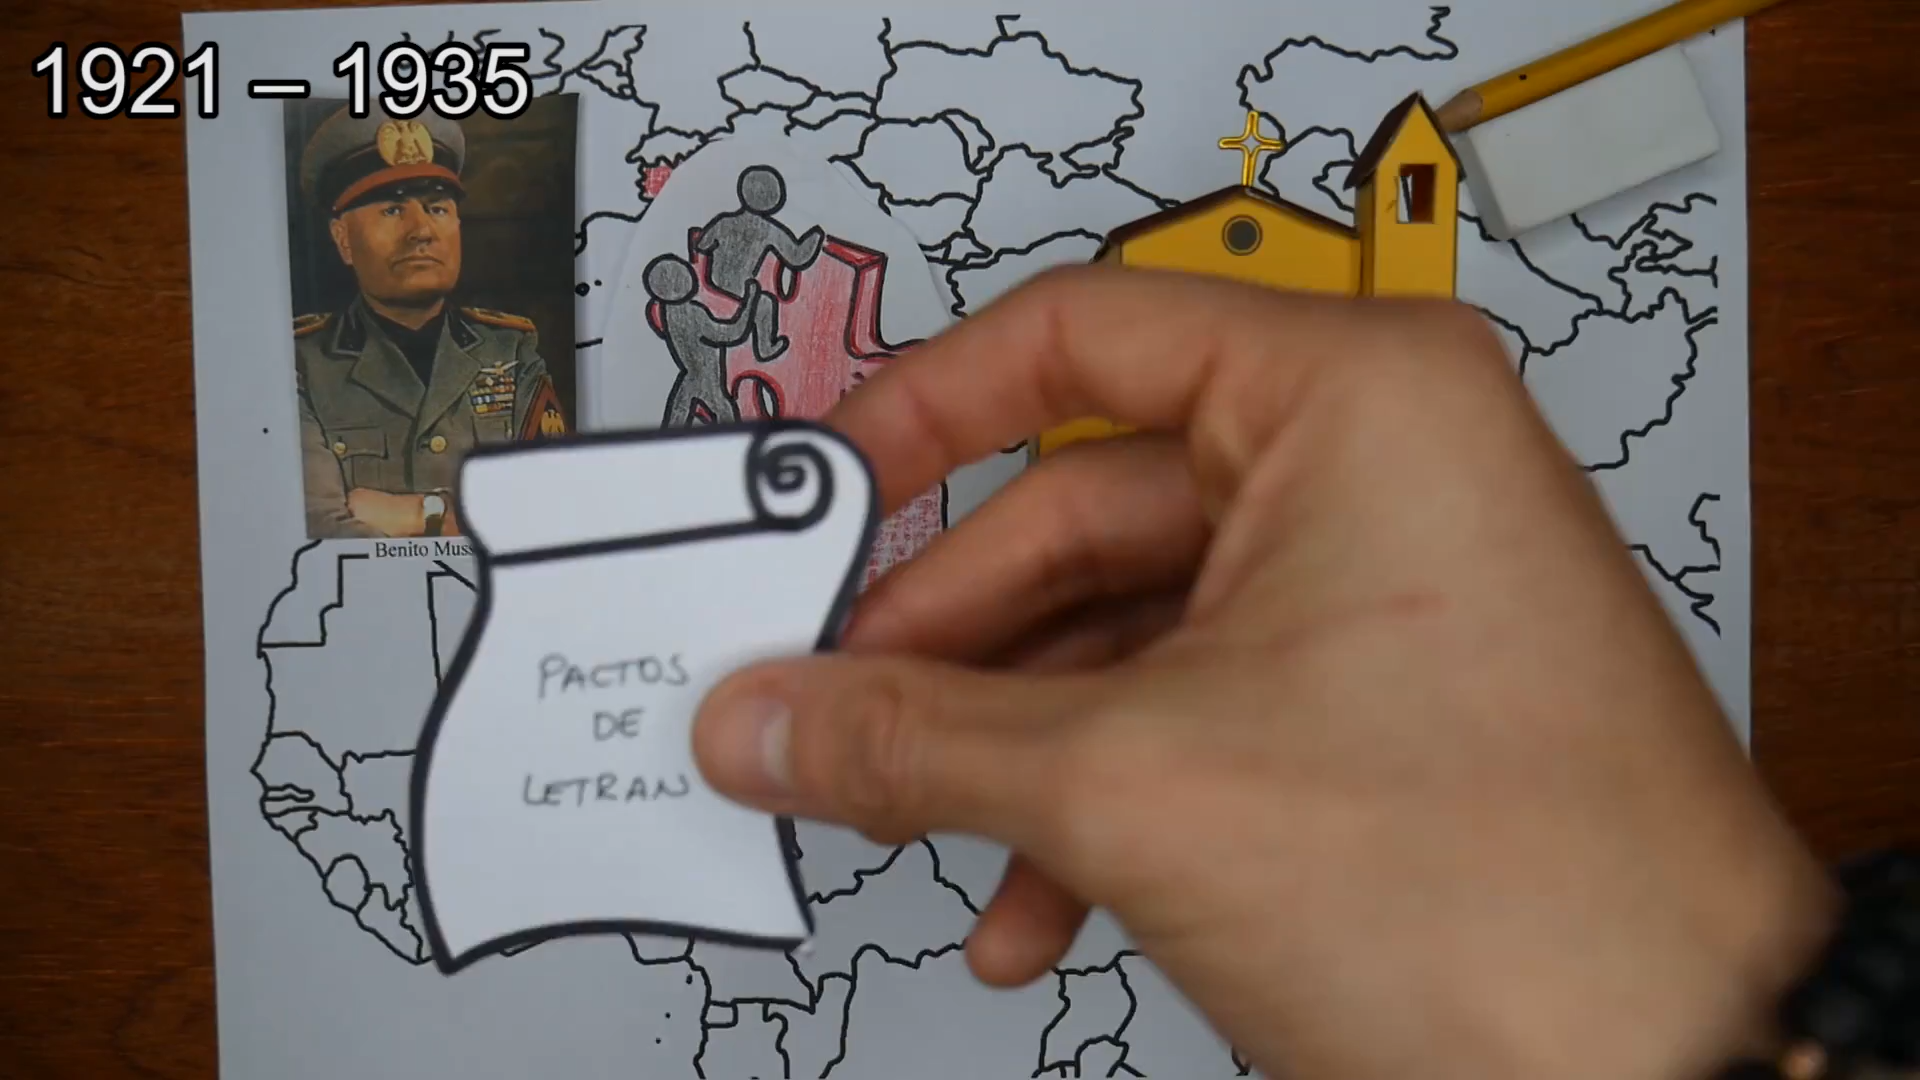 1921 – 1935
Benito Muss
PACTOS
DE
LETRAN